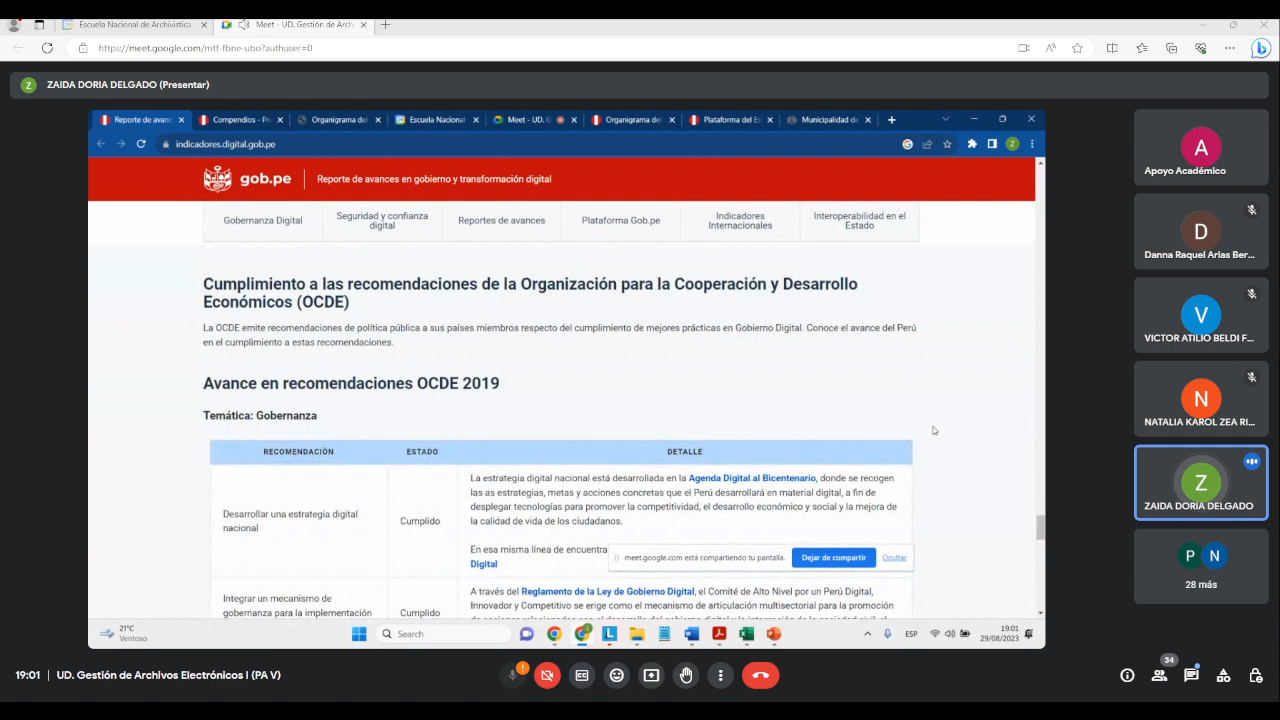 Escuela Nacional de Archivística
Meet - UD. Gestión de Arch
https://meet.google.com/mtf-fbne-ubo?authuser=0
ZAIDA DORIA DELGADO (Presentar)
Reporte de avanc
Compendios - Pr
Organigrama del
Escuela Nacional
Meet - UD. G
Organigrama del
Plataforma del E
Municipalidad de
indicadores.digital.gob.pe
Z
gob.pe
Reporte de avances en gobierno y transformación digital
Gobernanza Digital
Seguridad y confianza
digital
Reportes de avances
Plataforma Gob.pe
Indicadores
Internacionales
Interoperabilidad en el
Estado
Cumplimiento a las recomendaciones de la Organización para la Cooperación y Desarrollo
Económicos (OCDE)
La OCDE emite recomendaciones de política pública a sus países miembros respecto del cumplimiento de mejores prácticas en Gobierno Digital. Conoce el avance del Perú
en el cumplimiento a estas recomendaciones.
Avance en recomendaciones OCDE 2019
Temática: Gobernanza
RECOMENDACIÓN
ESTADO
DETALLE
Desarrollar una estrategia digital
nacional
Cumplido
La estrategia digital nacional está desarrollada en la Agenda Digital al Bicentenario, donde se recogen
las as estrategias, metas y acciones concretas que el Perú desarrollará en material digital, a fin de
desplegar tecnologías para promover la competitividad, el desarrollo económico y social y la mejora de
la calidad de vida de los ciudadanos.
En esa misma línea de encuentra
Digital
meet.google.com está compartiendo tu pantalla.
Dejar de compartir
Ocultar
Integrar un mecanismo de
gobernanza para la implementación
Cumplido
A través del Reglamento de la Ley de Gobierno Digital, el Comité de Alto Nivel por un Perú Digital,
Innovador y Competitivo se erige como el mecanismo de articulación multisectorial para la promoción
21°C
Ventoso
Search
ESP
19:01
29/08/2023
A
Apoyo Académico
D
Danna Raquel Arias Ber...
V
VICTOR ATILIO BELDI F...
N
NATALIA KAROL ZEA RI...
Z
ZAIDA DORIA DELGADO
P
N
28 más
19:01
UD. Gestión de Archivos Electrónicos I (PA V)
34